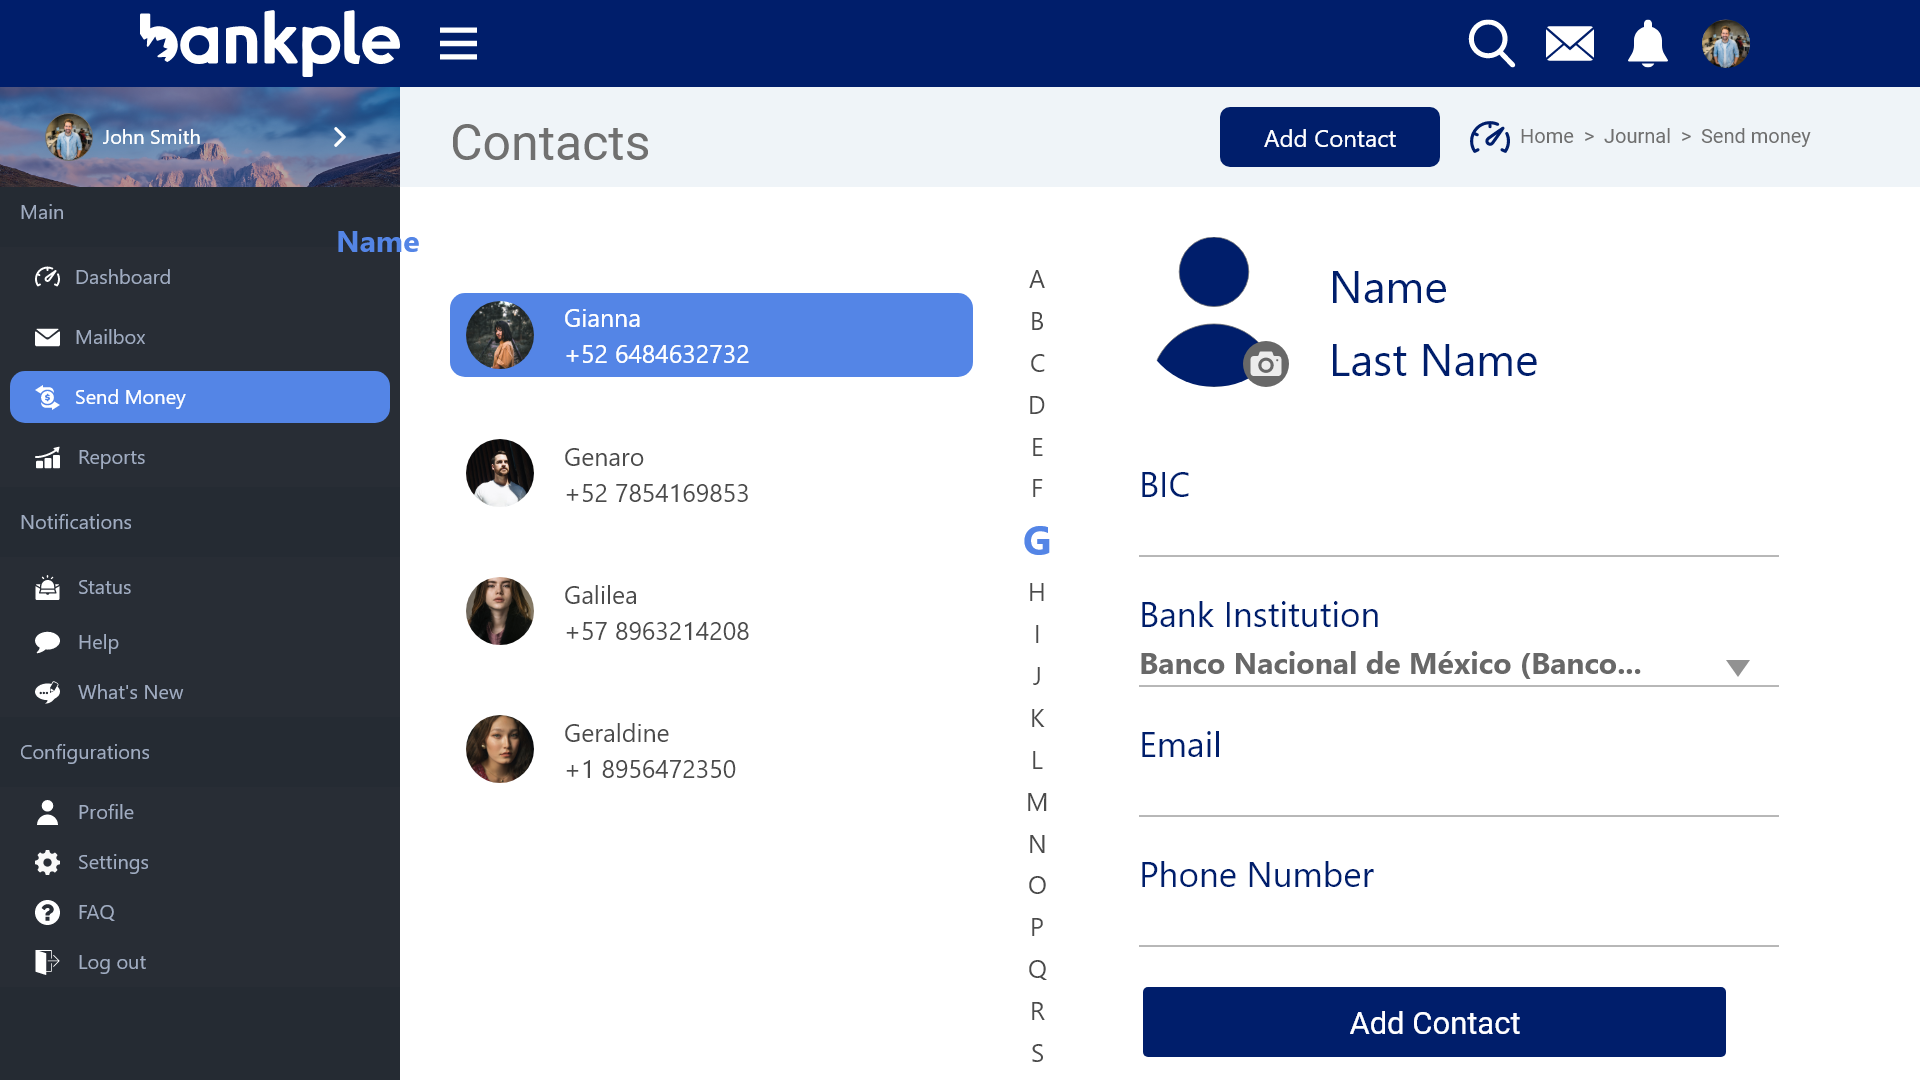 bankple
John Smith
Contacts
Add Contact
Home > Journal > Send money
Main
Name
Dashboard
Mailbox
Send Money
Reports
Notifications
Status
Help
What's New
Configurations
Profile
Settings
FAQ
Log out
Gianna
+52 6484632732
Genaro
+52 7854169853
Galilea
+57 8963214208
Geraldine
+1 8956472350
A
B
C
D
E
F
G
H
I
J
K
L
M
N
O
P
Q
R
S
Name
Last Name
BIC
Bank Institution
Banco Nacional de México (Banco...
Email
Phone Number
Add Contact